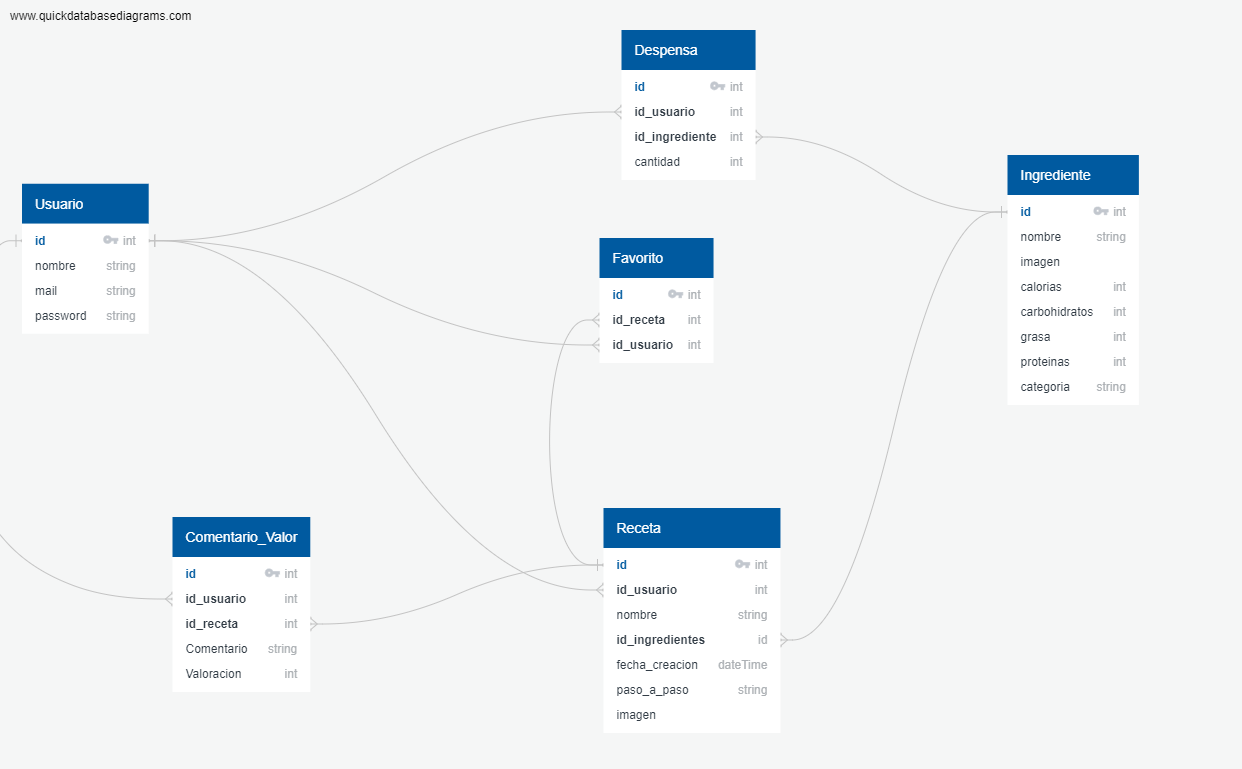 www.quickdatabasediagrams.com
Despensa
id int
id_usuario int
id_ingrediente int
cantidad int
Usuario
id int
nombre string
mail string
password string
Favorito
id int
id_receta int
id_usuario int
Ingrediente
id int
nombre string
imagen
calorias int
carbohidratos int
grasa int
proteinas int
categoria string
Comentario_Valor
id int
id_usuario int
id_receta int
Comentario string
Valoracion int
Receta
id int
id_usuario int
nombre string
id_ingredientes id
fecha_creacion dateTime
paso_a_paso string
imagen